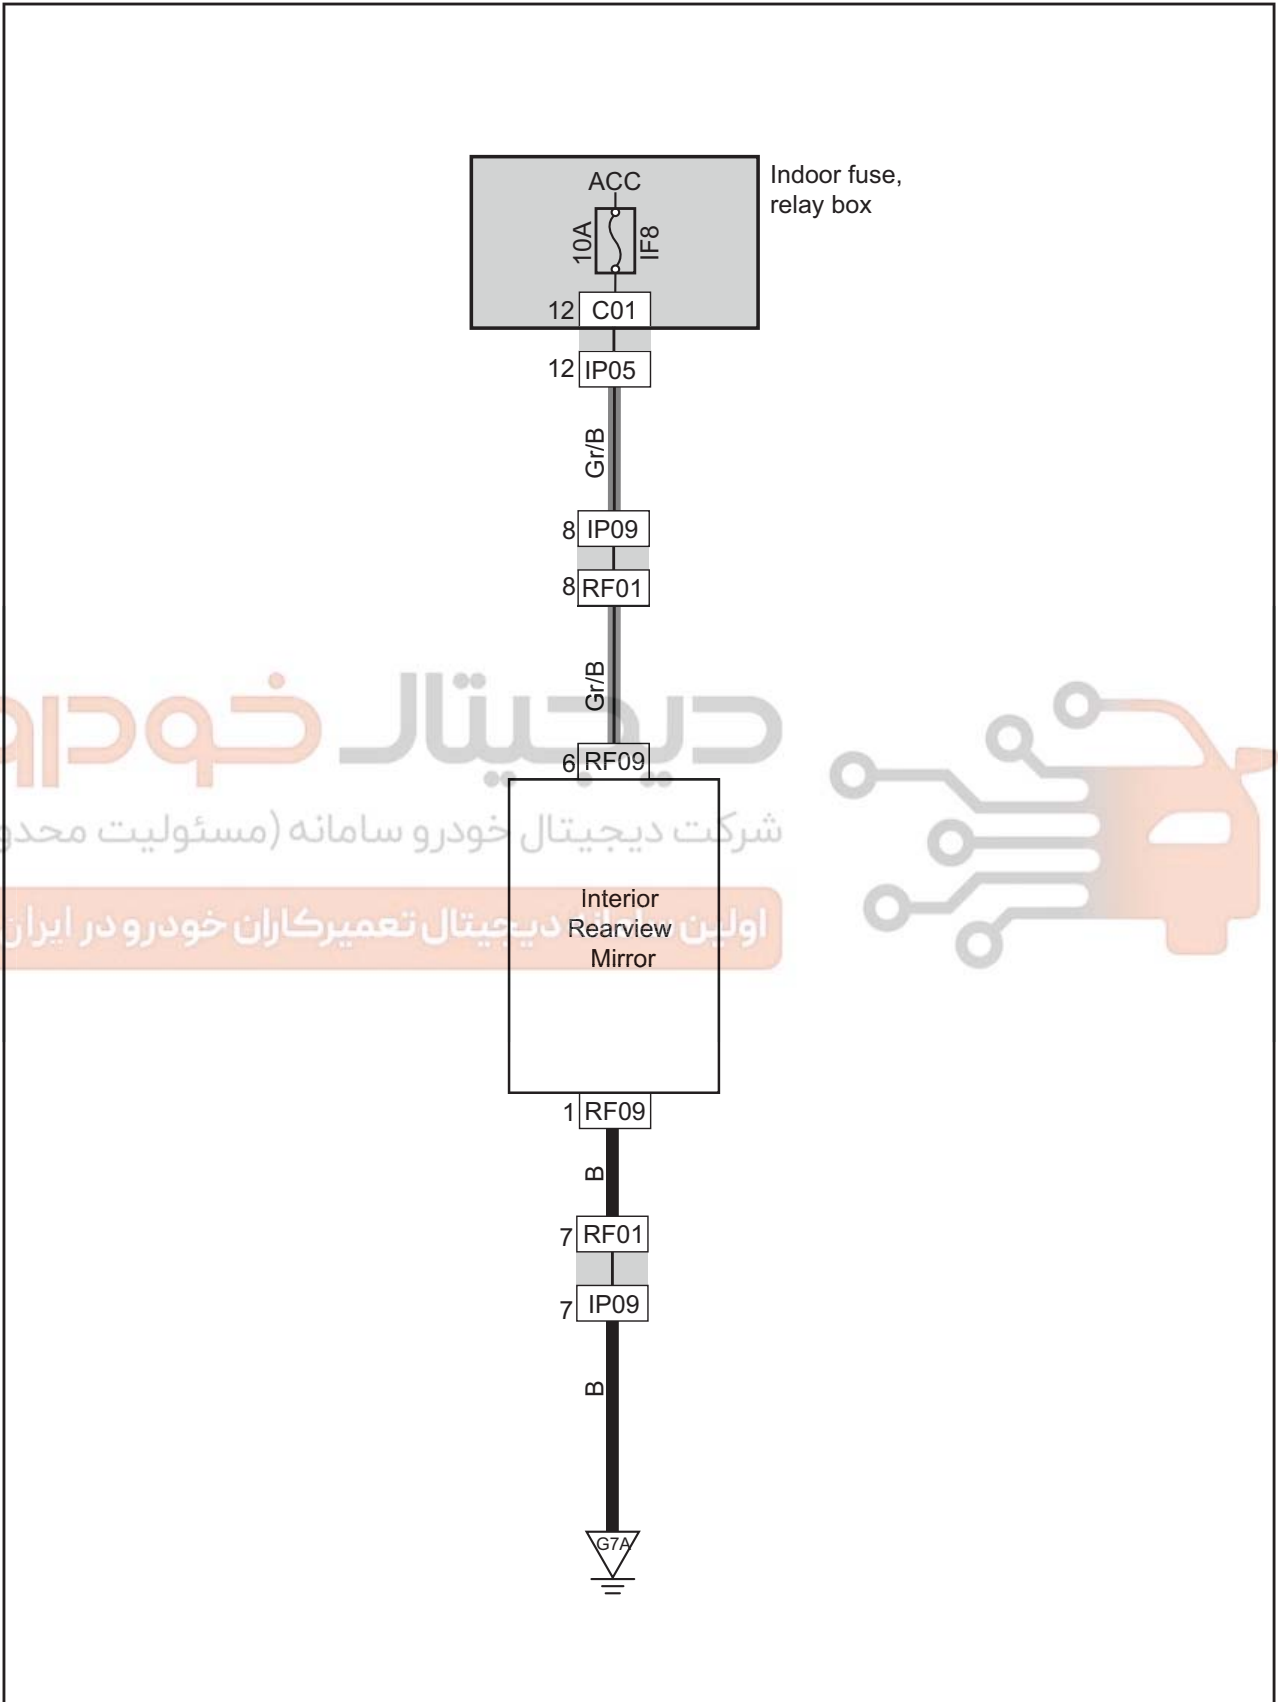 Indoor fuse,
relay box
ACC
10A
IF8
12 C01
12 IP05
Gr/B
8 IP09
8 RF01
Gr/B
دیجیتال خودرو
6 RF09
شرکت دیجیتال خودرو سامانه (مسئولیت
اولین سامانه دیجیتال تعمیرکاران خودرو در ایران
Interior
Rearview
Mirror
1 RF09
B
7 RF01
7 IP09
B
G7A